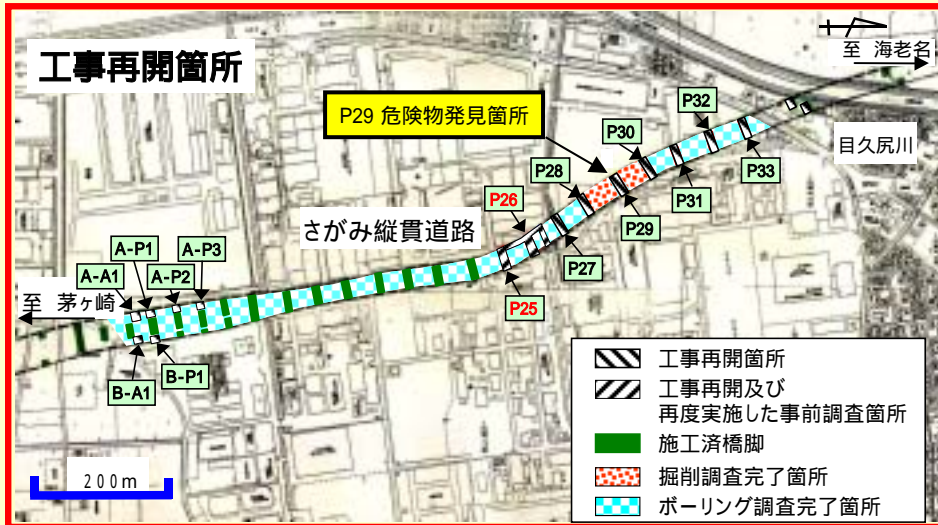 工事再開箇所
至 海老名
P29 危険物発見箇所
P32
P30
目久尻川
P33
P28
P31
P26
P29
さがみ縦貫道路
P27
A-P1
A-P3
A-A1
A-P2
P25
至 茅ヶ崎
B-A1
B-P1
200m
工事再開箇所
工事再開及び
再度実施した事前調査箇所
施工済橋脚
掘削調査完了箇所
ボーリング調査完了箇所